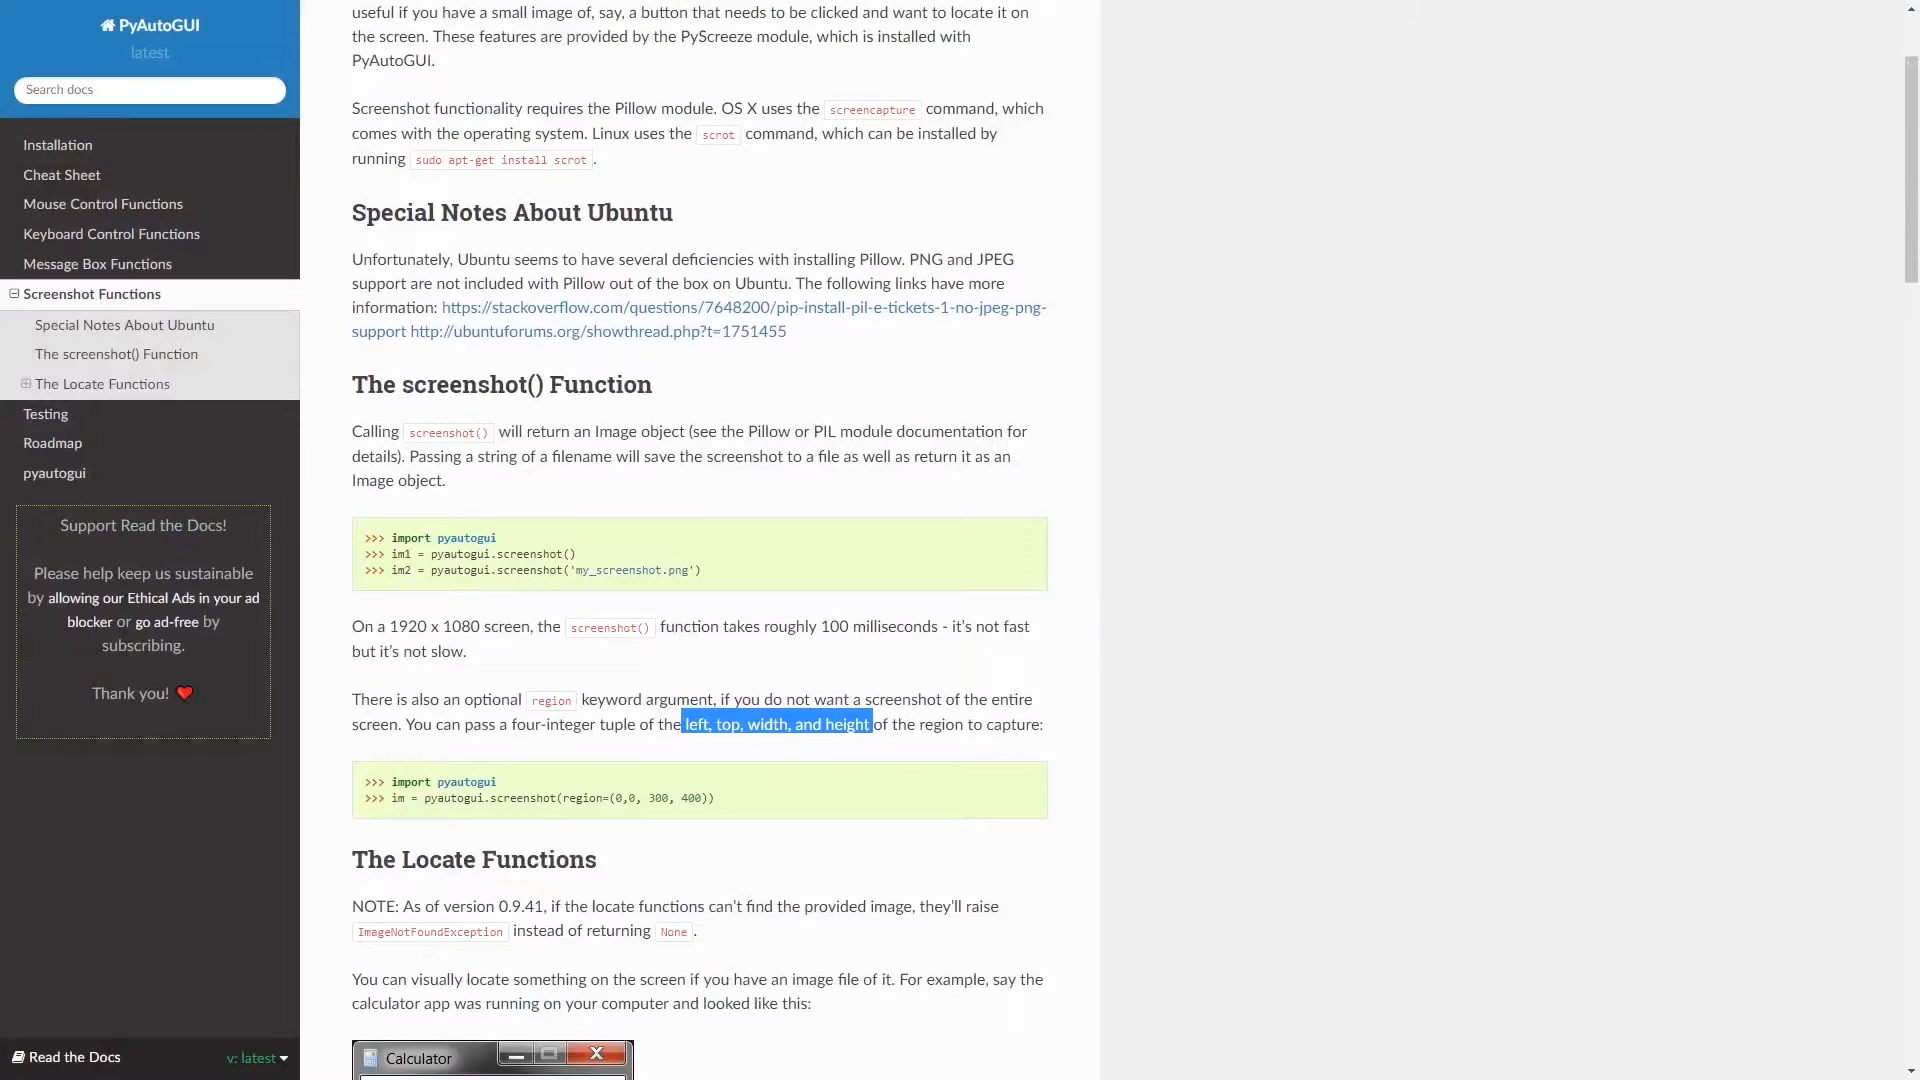 PyAutoGUI
latest
Search docs
Installation
Cheat Sheet
Mouse Control Functions
Keyboard Control Functions
Message Box Functions
Screenshot Functions
Special Notes About Ubuntu
The screenshot() Function
The Locate Functions
Testing
Roadmap
pyautogui
Support Read the Docs!
Please help keep us sustainable
by allowing our Ethical Ads in your ad
blocker or go ad-free by
subscribing.
Thank you!
Read the Docs
v: latest
useful if you have a small image of, say, a button that needs to be clicked and want to locate it on
the screen. These features are provided by the PyScreeze module, which is installed with
PyAutoGUI.
Screenshot functionality requires the Pillow module. OS X uses the screencapture command, which
comes with the operating system. Linux uses the scrot command, which can be installed by
running sudo apt-get install scrot.
Special Notes About Ubuntu
Unfortunately, Ubuntu seems to have several deficiencies with installing Pillow. PNG and JPEG
support are not included with Pillow out of the box on Ubuntu. The following links have more
information: https://stackoverflow.com/questions/7648200/pip-install-pil-e-tickets-1-no-jpeg-png-
support http://ubuntuforums.org/showthread.php?t=1751455
The screenshot() Function
Calling screenshot() will return an Image object (see the Pillow or PIL module documentation for
details). Passing a string of a filename will save the screenshot to a file as well as return it as an
Image object.
>>> import pyautogui
>>> im1 = pyautogui.screenshot()
>>> im2 = pyautogui.screenshot('my_screenshot.png')
On a 1920 x 1080 screen, the screenshot() function takes roughly 100 milliseconds - it's not fast
but it's not slow.
There is also an optional region keyword argument, if you do not want a screenshot of the entire
screen. You can pass a four-integer tuple of the left, top, width, and height of the region to capture:
>>> import pyautogui
>>> im = pyautogui.screenshot(region=(0,0, 300, 400))
The Locate Functions
NOTE: As of version 0.9.41, if the locate functions can't find the provided image, they'll raise
ImageNotFoundException instead of returning None.
You can visually locate something on the screen if you have an image file of it. For example, say the
calculator app was running on your computer and looked like this:
Calculator